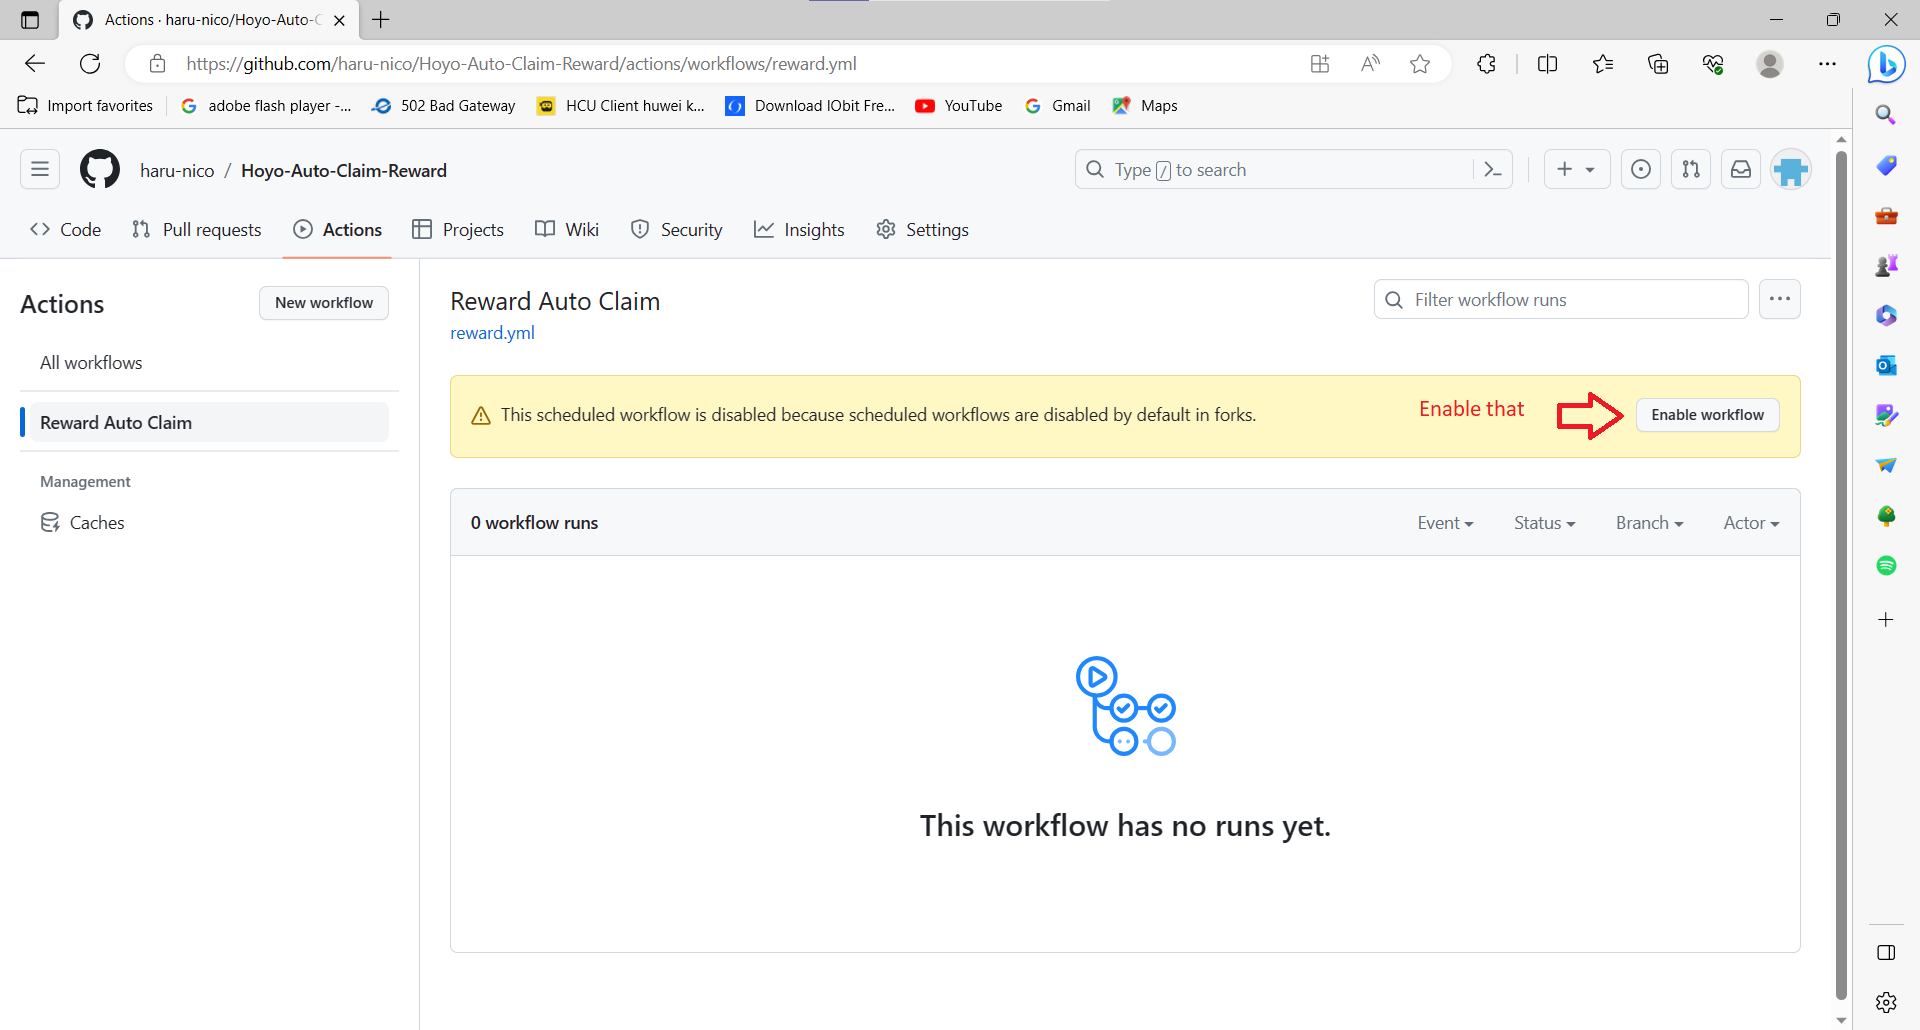 Actions · haru-nico/Hoyo-Auto-C
https://github.com/haru-nico/Hoyo-Auto-Claim-Reward/actions/workflows/reward.yml
Import favorites
adobe flash player -...
502 Bad Gateway
HCU Client huwei k...
Download IObit Fre...
YouTube
Gmail
Maps
haru-nico / Hoyo-Auto-Claim-Reward
Type / to search
Code
Pull requests
Actions
Projects
Wiki
Security
Insights
Settings
Actions
New workflow
All workflows
Reward Auto Claim
Management
Caches
Reward Auto Claim
reward.yml
Filter workflow runs
This scheduled workflow is disabled because scheduled workflows are disabled by default in forks.
Enable that
Enable workflow
0 workflow runs
Event
Status
Branch
Actor
This workflow has no runs yet.